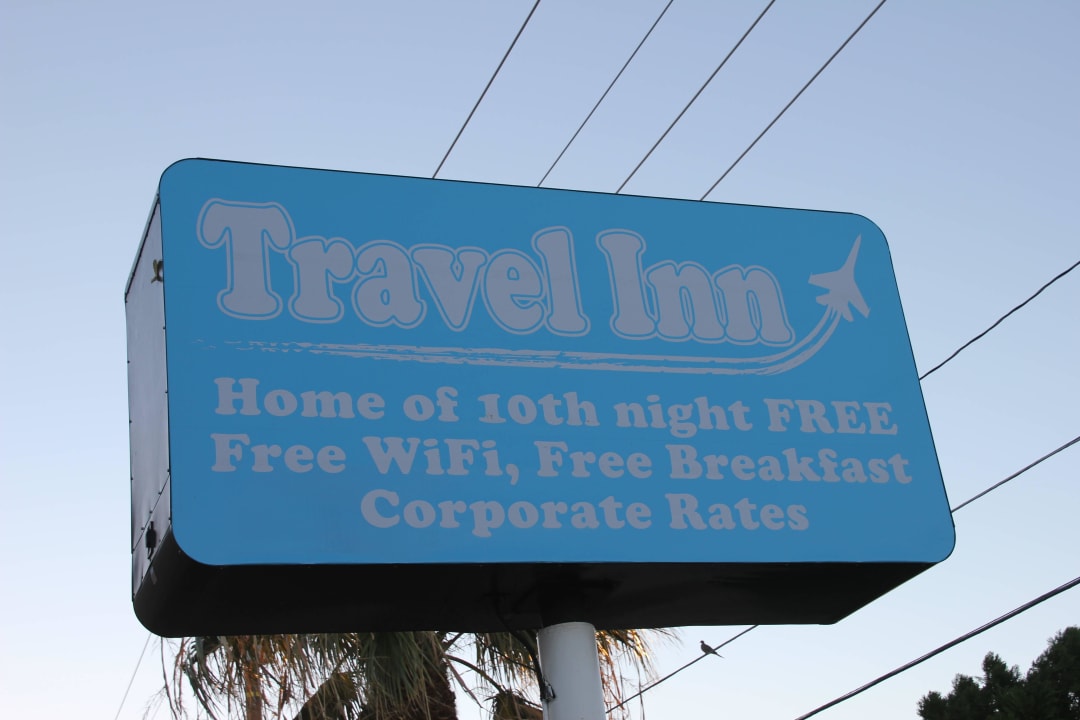 Travel Inn
Home of 10th night FREE
Free WiFi, Free Breakfast
Corporate Rates